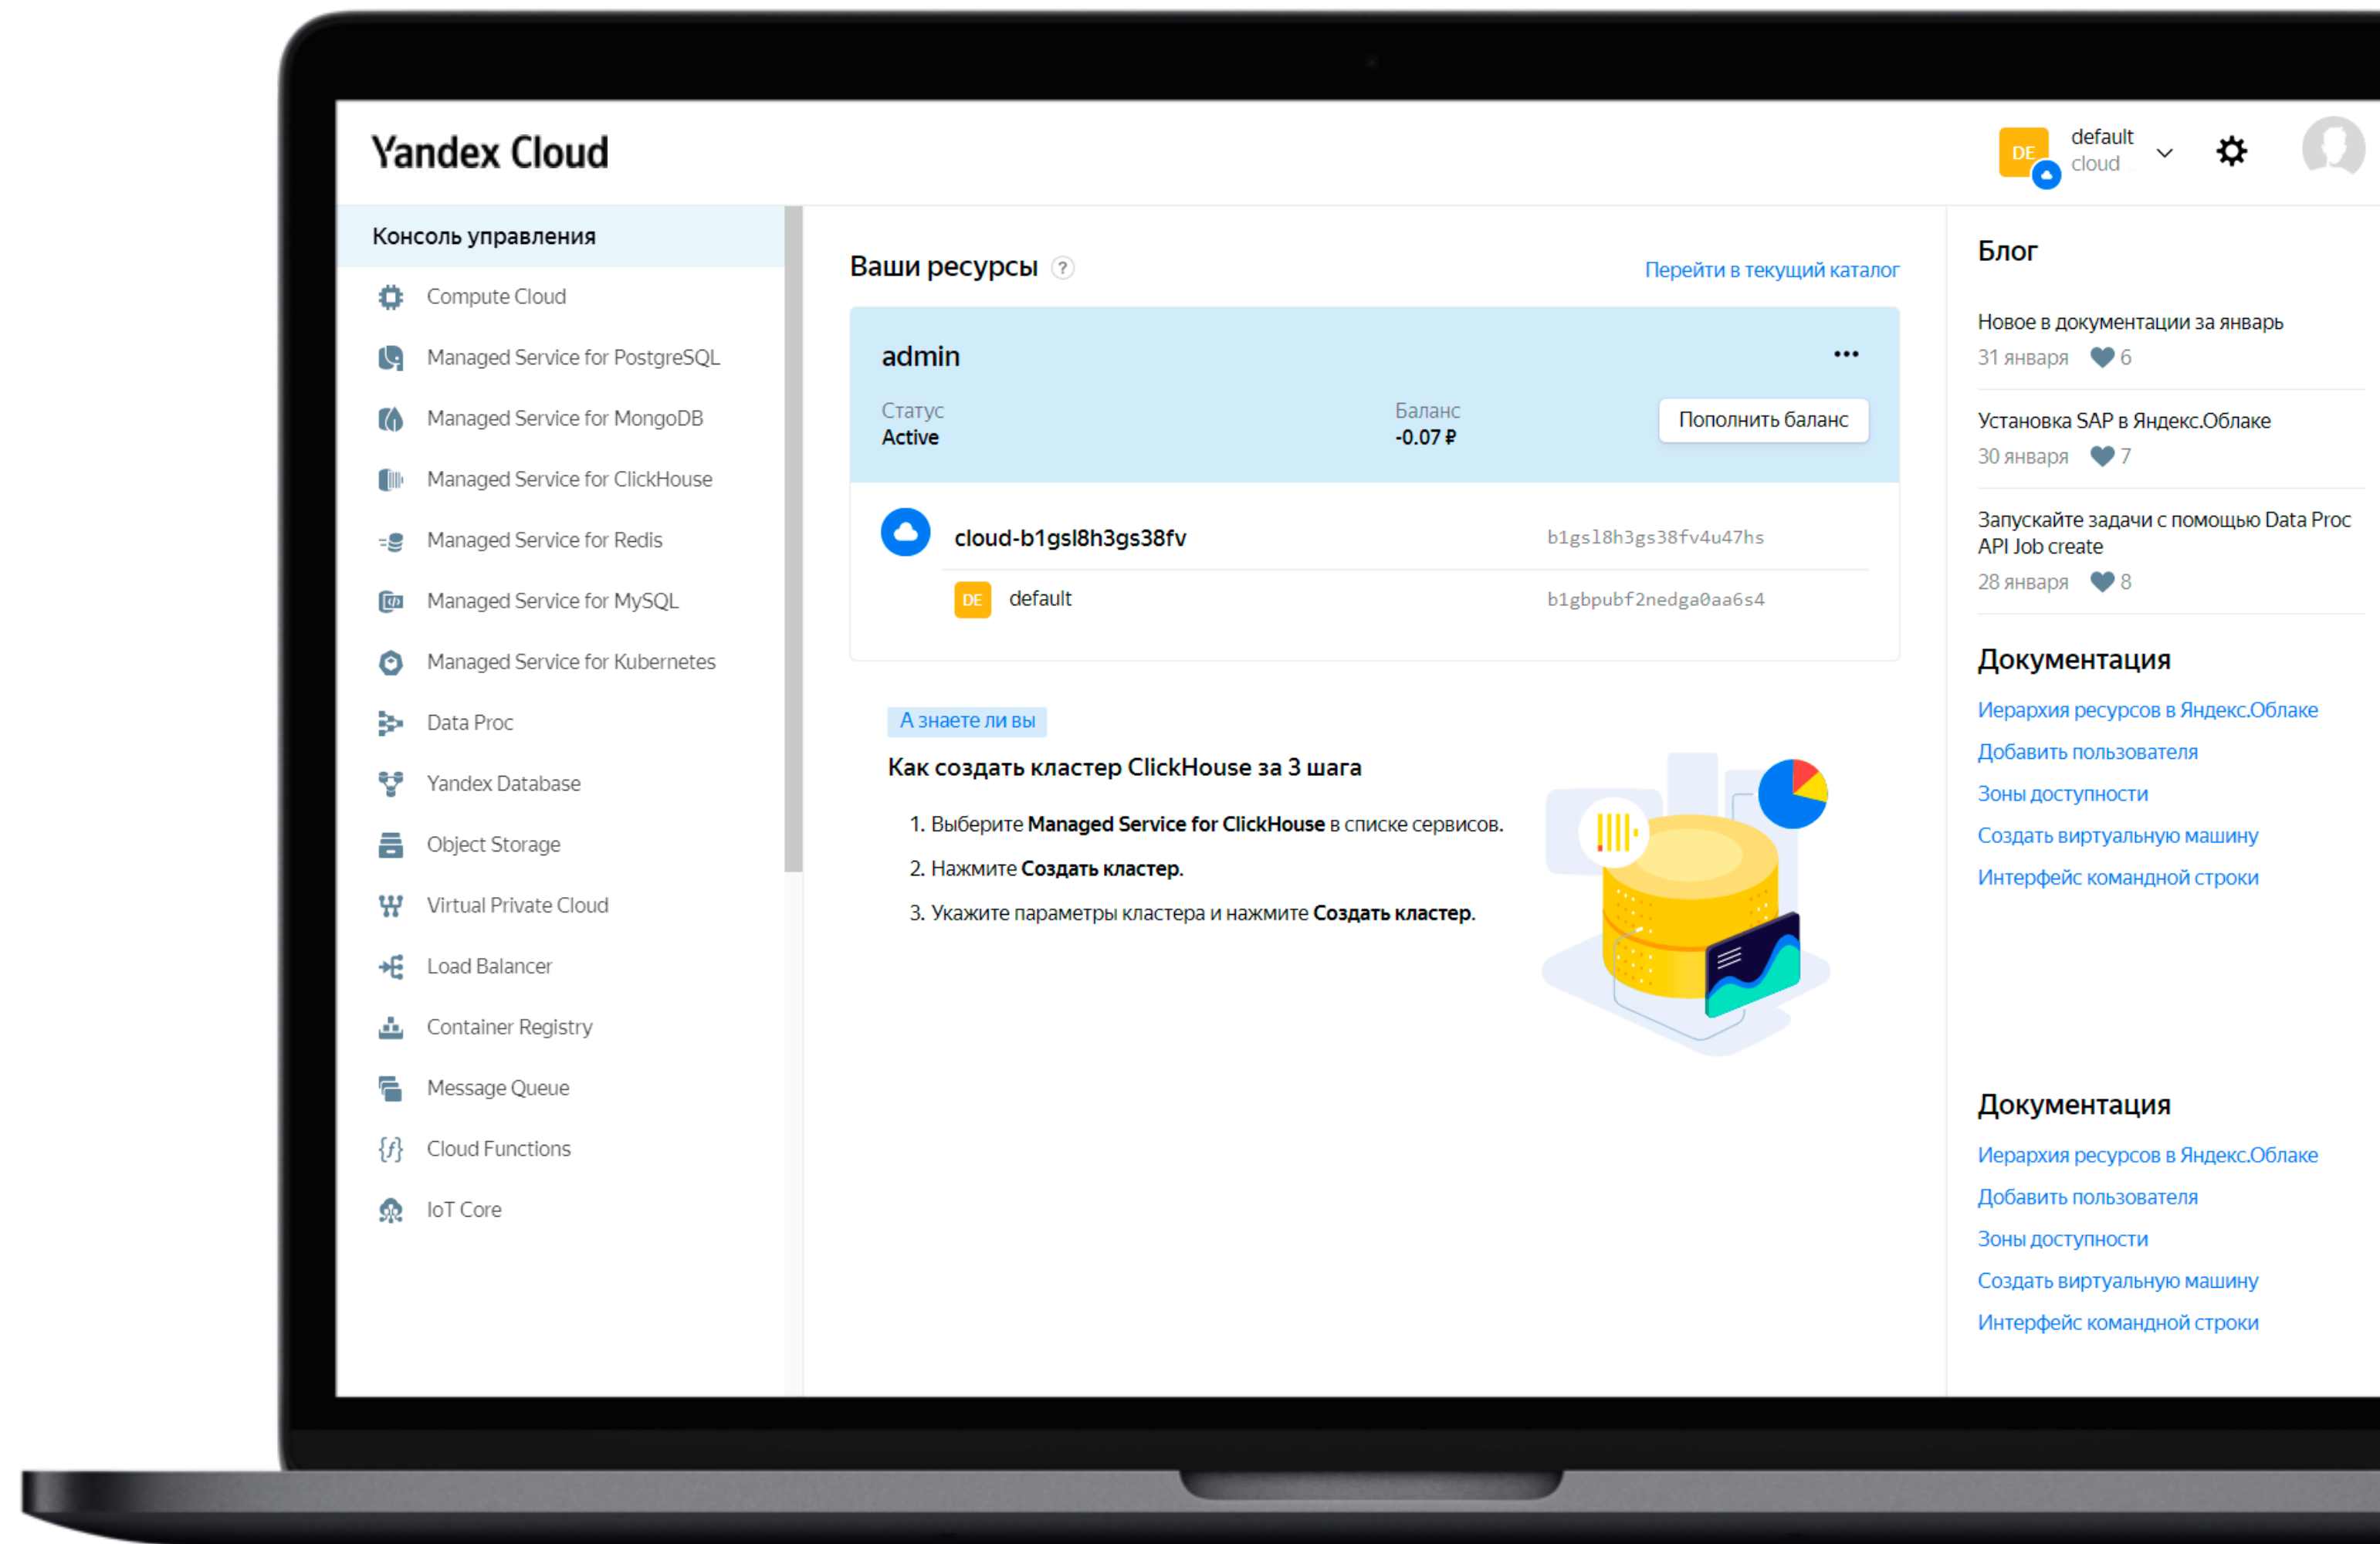 Yandex Cloud
DE
default
cloud
Консоль управления
Compute Cloud
Managed Service for PostgreSQL
Managed Service for MongoDB
Managed Service for ClickHouse
Managed Service for Redis
Managed Service for MySQL
Managed Service for Kubernetes
Data Proc
Yandex Database
Object Storage
Virtual Private Cloud
Load Balancer
Container Registry
Message Queue
{ƒ} Cloud Functions
IoT Core
Ваши ресурсы ?
Перейти в текущий каталог
admin
•••
Статус
Active
Баланс
-0.07 ₽
Пополнить баланс
cloud-b1gsl8h3gs38fv
b1gsl8h3gs38fv4u47hs
DE default
b1gbpubf2nedga0aa6s4
А знаете ли вы
Как создать кластер ClickHouse за 3 шага
1. Выберите Managed Service for ClickHouse в списке сервисов.
2. Нажмите Создать кластер.
3. Укажите параметры кластера и нажмите Создать кластер.
Блог
Новое в документации за январь
31 января 6
Установка SAP в Яндекс.Облаке
30 января 7
Запускайте задачи с помощью Data Proc
API Job create
28 января 8
Документация
Иерархия ресурсов в Яндекс.Облаке
Добавить пользователя
Зоны доступности
Создать виртуальную машину
Интерфейс командной строки
Документация
Иерархия ресурсов в Яндекс.Облаке
Добавить пользователя
Зоны доступности
Создать виртуальную машину
Интерфейс командной строки